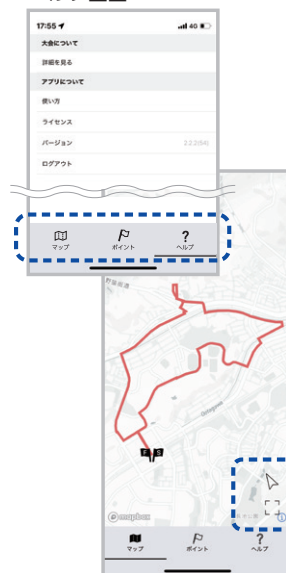 17:55
4G
大会について
詳細を見る
アプリについて
使い方
ライセンス
バージョン
ログアウト
マップ
ポイント
?
ヘルプ
F S
mapbox
マップ
ポイント
?
ヘルプ